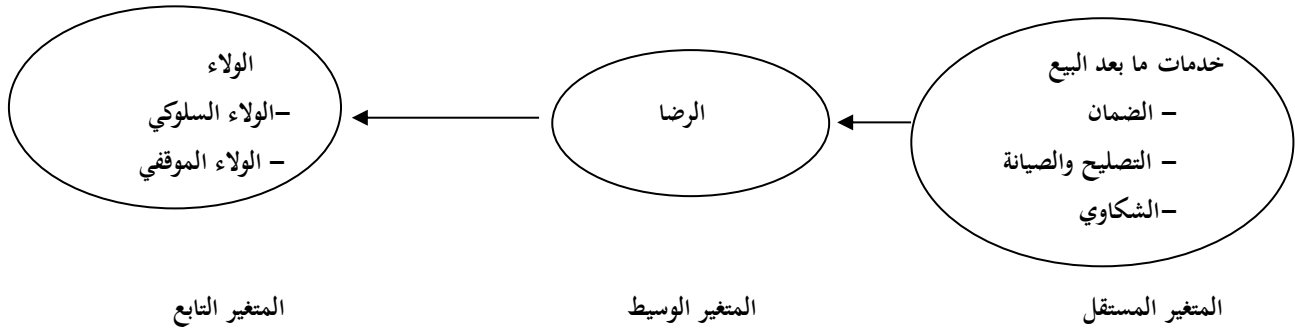 خدمات ما بعد البيع
– الضمان
– التصليح والصيانة
–الشكاوي
الرضا
الولاء
–الولاء السلوكي
– الولاء الموقفي
المتغير المستقل
المتغير الوسيط
المتغير التابع